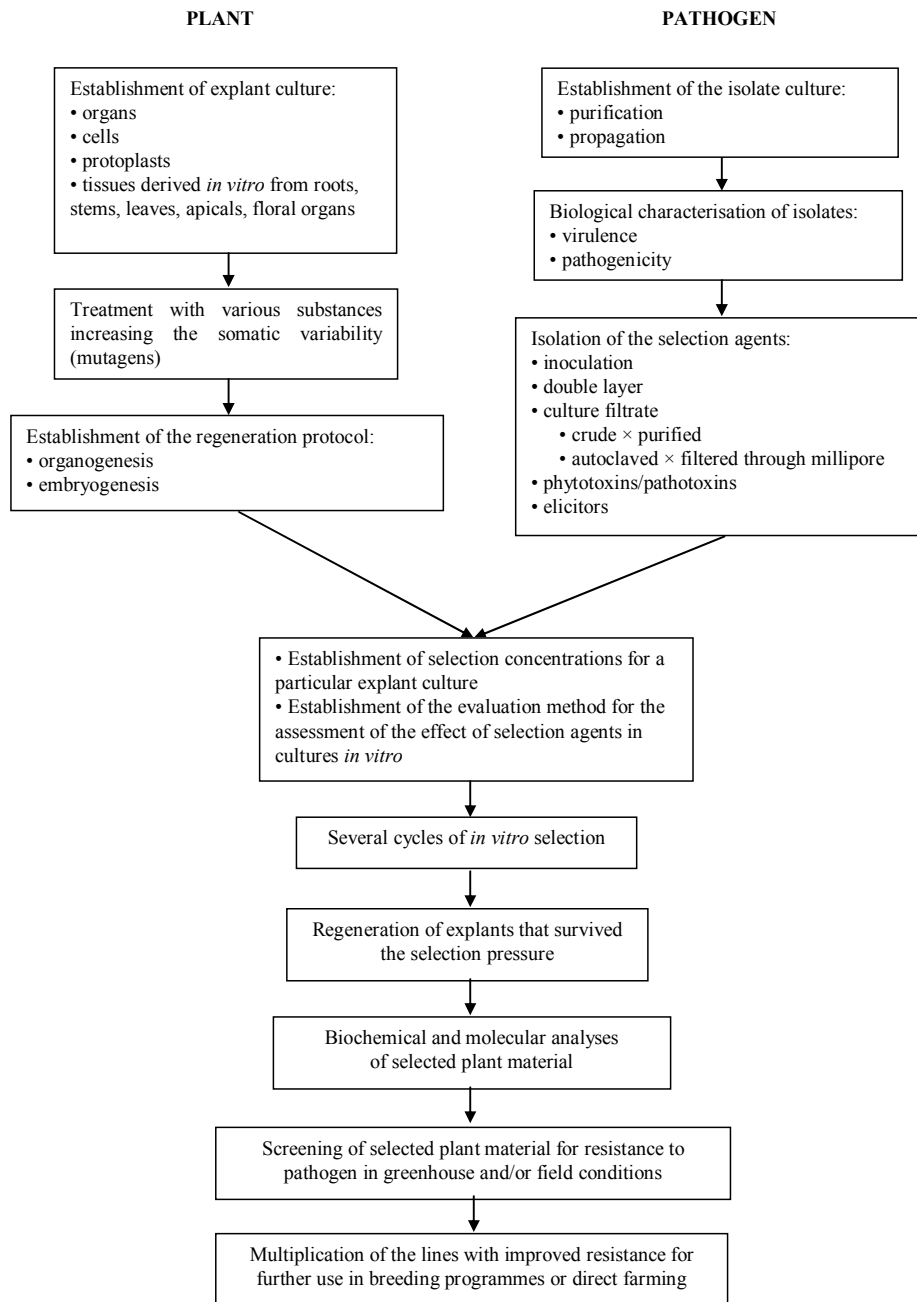 PLANT
Establishment of explant culture:
• organs
• cells
• protoplasts
• tissues derived in vitro from roots,
stems, leaves, apicals, floral organs
Treatment with various substances
increasing the somatic variability
(mutagens)
Establishment of the regeneration protocol:
• organogenesis
• embryogenesis
PATHOGEN
Establishment of the isolate culture:
• purification
• propagation
Biological characterisation of isolates:
• virulence
• pathogenicity
Isolation of the selection agents:
• inoculation
• double layer
• culture filtrate
• crude × purified
• autoclaved × filtered through millipore
• phytotoxins/pathotoxins
• elicitors
• Establishment of selection concentrations for a
particular explant culture
• Establishment of the evaluation method for the
assessment of the effect of selection agents in
cultures in vitro
Several cycles of in vitro selection
Regeneration of explants that survived
the selection pressure
Biochemical and molecular analyses
of selected plant material
Screening of selected plant material for resistance to
pathogen in greenhouse and/or field conditions
Multiplication of the lines with improved resistance for
further use in breeding programmes or direct farming